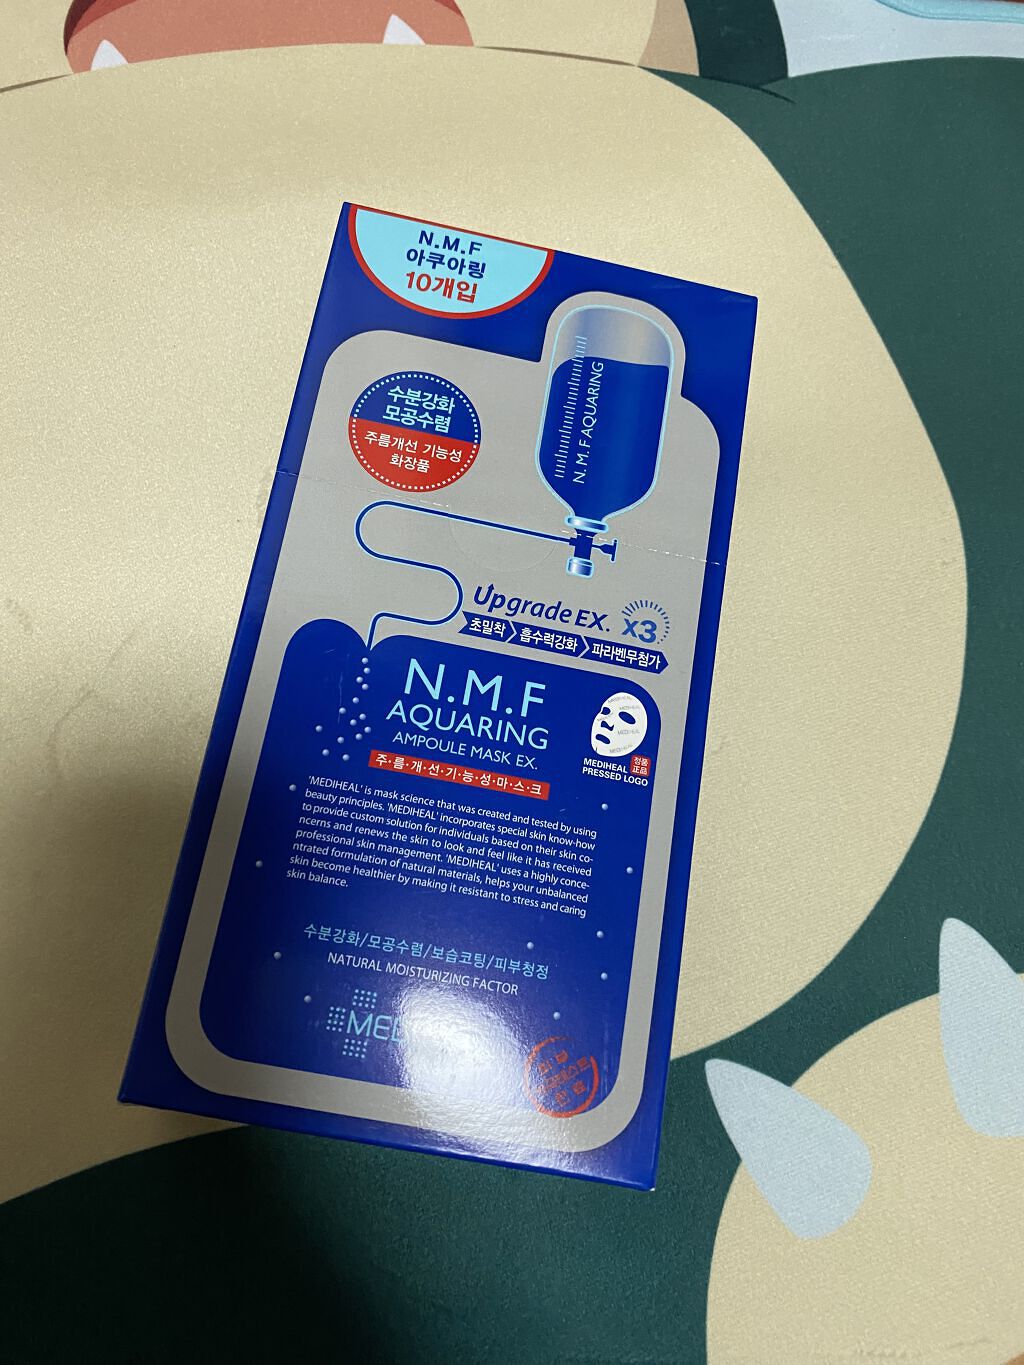 N.M.F
아쿠아링
10개입
수분강화
모공수렴
주름개선 기능성
화장품
N.M.F AQUARING
Upgrade EX. x3
초밀착 흡수력강화 파라벤무첨가
N.M.F
AQUARING
AMPOULE MASK EX.
주·름·개·선·기·능·성·마·스·크
MEDIHEAL
PRESSED LOGO
정품
正品
'MEDIHEAL' is mask science that was created and tested by using
beauty principles. 'MEDIHEAL' incorporates special skin know-how
to provide custom solution for individuals based on their skin co-
ncerns and renews the skin to look and feel like it has received
professional skin management. 'MEDIHEAL' uses a highly conce-
ntrated formulation of natural materials, helps your unbalanced
skin become healthier by making it resistant to stress and caring
skin balance.
수분강화/모공수렴/보습코팅/피부청정
NATURAL MOISTURIZING FACTOR